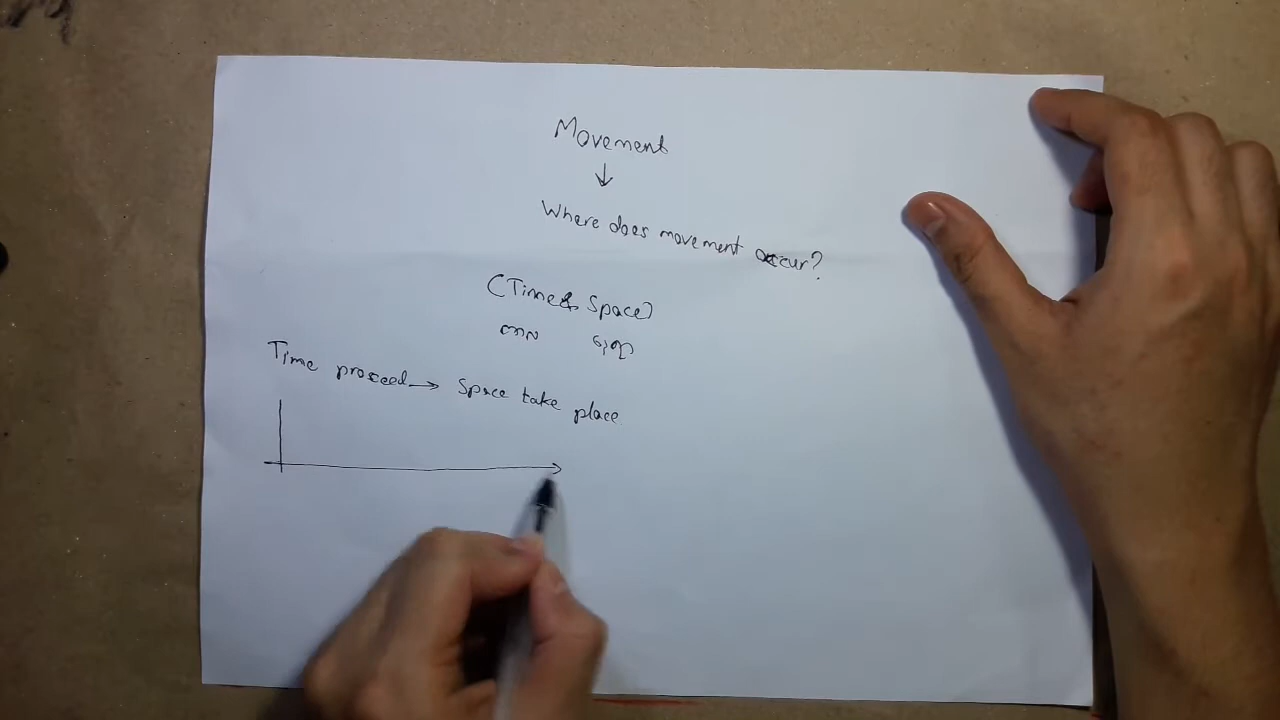 Movement
↓
Where does movement occur?
(Time & Space)
Time proceed → Space take place